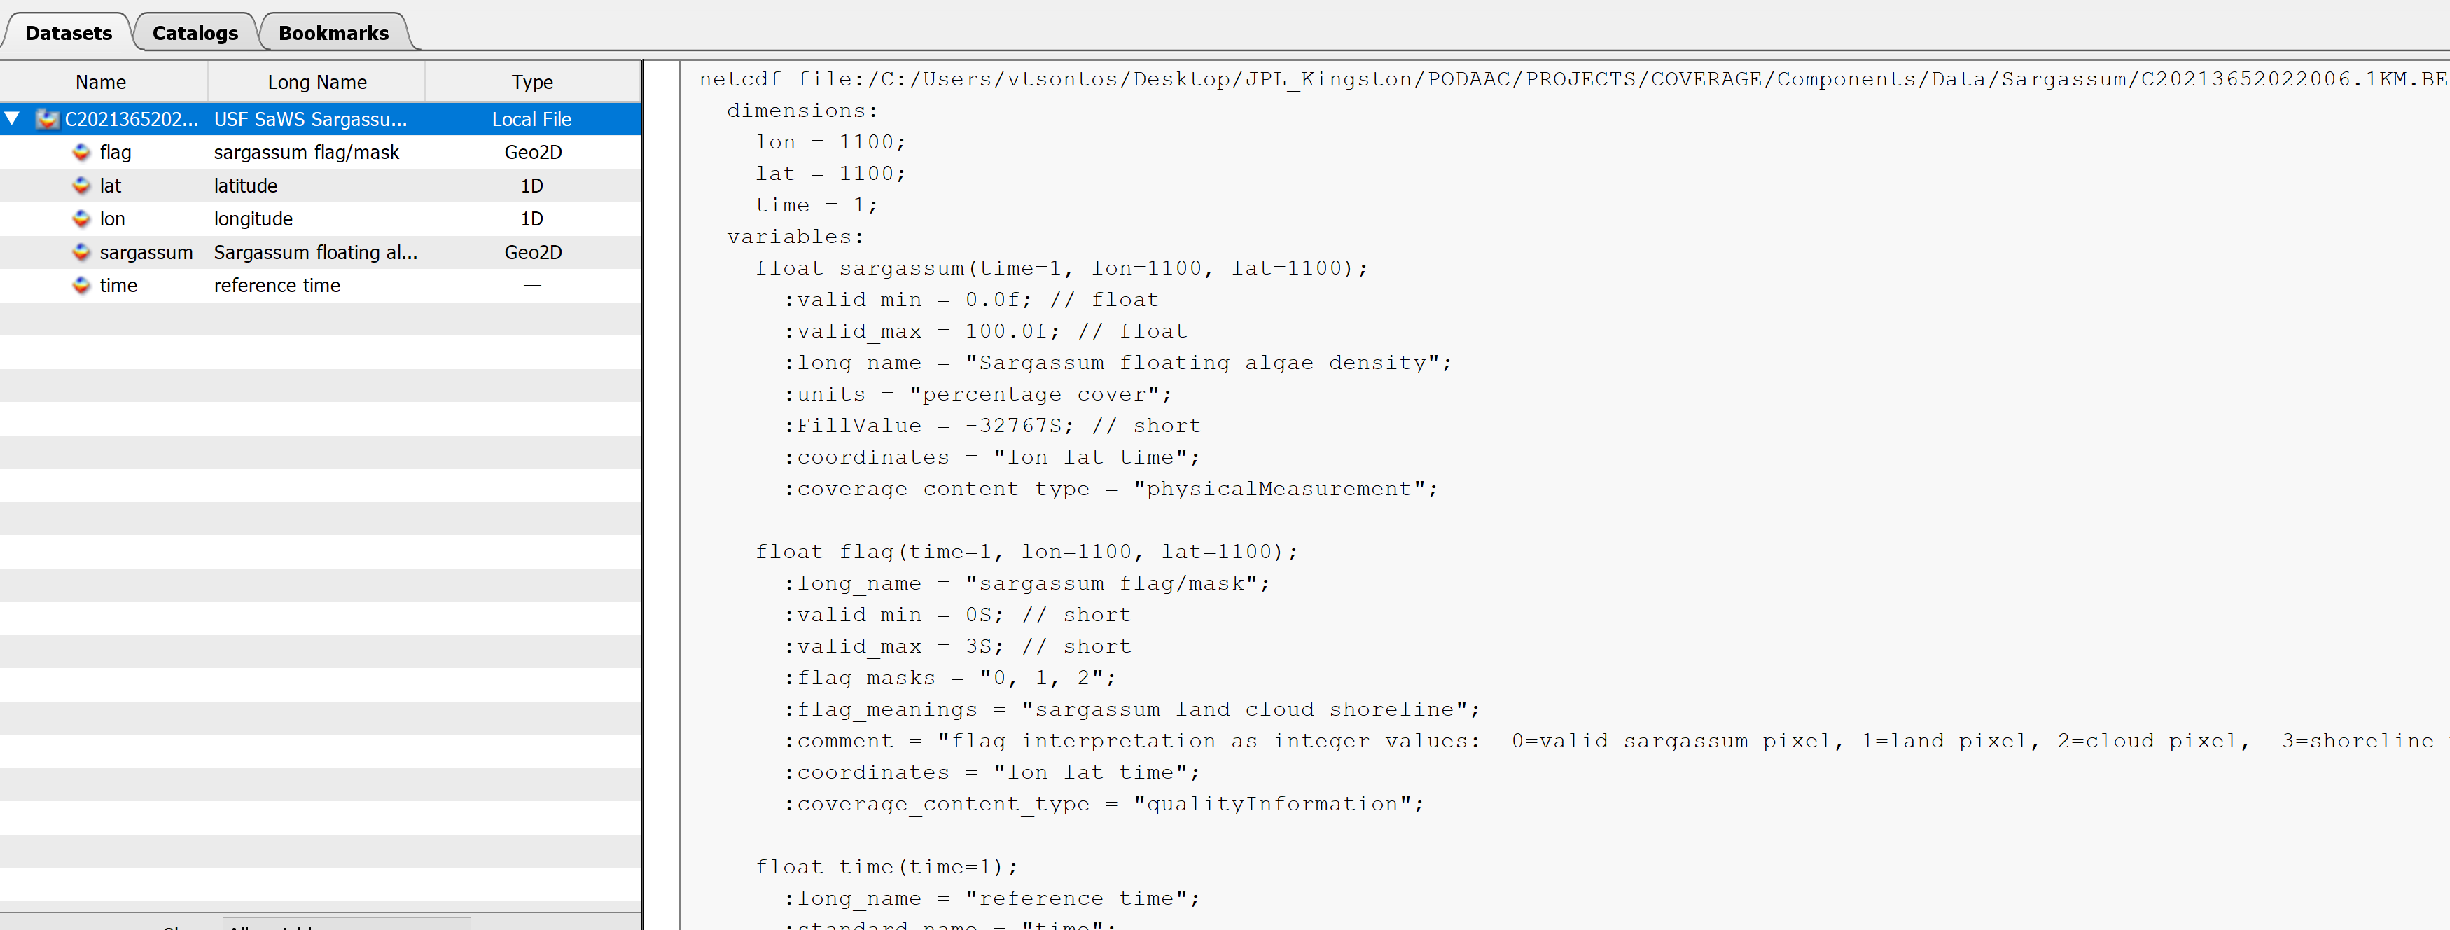 Datasets Catalogs Bookmarks
Name Long Name Type
C2021365202... USF SaWS Sargassu... Local File
flag sargassum flag/mask Geo2D
lat latitude 1D
lon longitude 1D
sargassum Sargassum floating al... Geo2D
time reference time —
netcdf file:/C:/Users/vtsontos/Desktop/JPL_Kingston/PODAAC/PROJECTS/COVERAGE/Components/Data/Sargassum/C20213652022006.1KM.BE
dimensions:
lon = 1100;
lat = 1100;
time = 1;
variables:
float sargassum(time=1, lon=1100, lat=1100);
:valid_min = 0.0f; // float
:valid_max = 100.0f; // float
:long_name = "Sargassum floating algae density";
:units = "percentage cover";
:FillValue = -32767S; // short
:coordinates = "lon lat time";
:coverage_content_type = "physicalMeasurement";
float flag(time=1, lon=1100, lat=1100);
:long_name = "sargassum flag/mask";
:valid_min = 0S; // short
:valid_max = 3S; // short
:flag_masks = "0, 1, 2";
:flag_meanings = "sargassum land cloud shoreline";
:comment = "flag interpretation as integer values:  0=valid sargassum pixel, 1=land pixel, 2=cloud pixel,  3=shoreline
:coordinates = "lon lat time";
:coverage_content_type = "qualityInformation";
float time(time=1);
:long_name = "reference time";
:standard_name = "time";